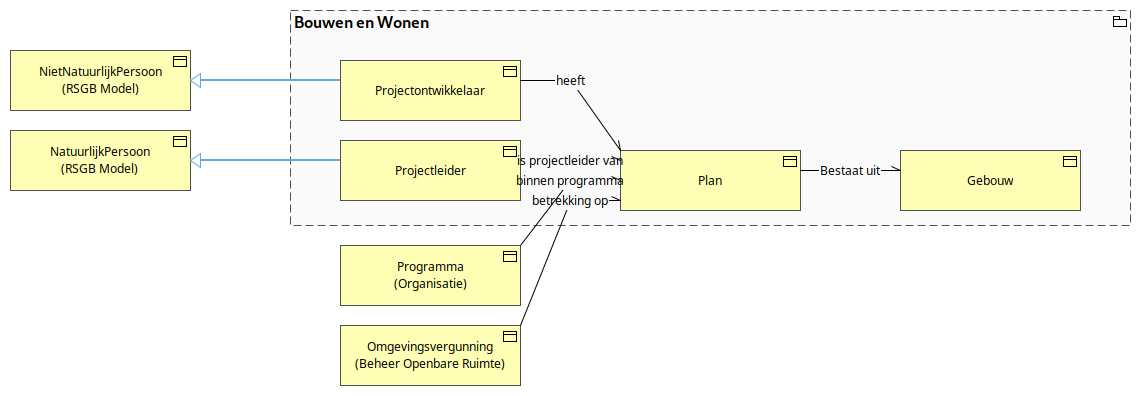 Bouwen en Wonen
NietNatuurlijkPersoon
(RSGB Model)
Projectontwikkelaar
heeft
NatuurlijkPersoon
(RSGB Model)
Projectleider
is projectleider van
binnen programma
betrekking op
Plan
Bestaat uit
Gebouw
Programma
(Organisatie)
Omgevingsvergunning
(Beheer Openbare Ruimte)